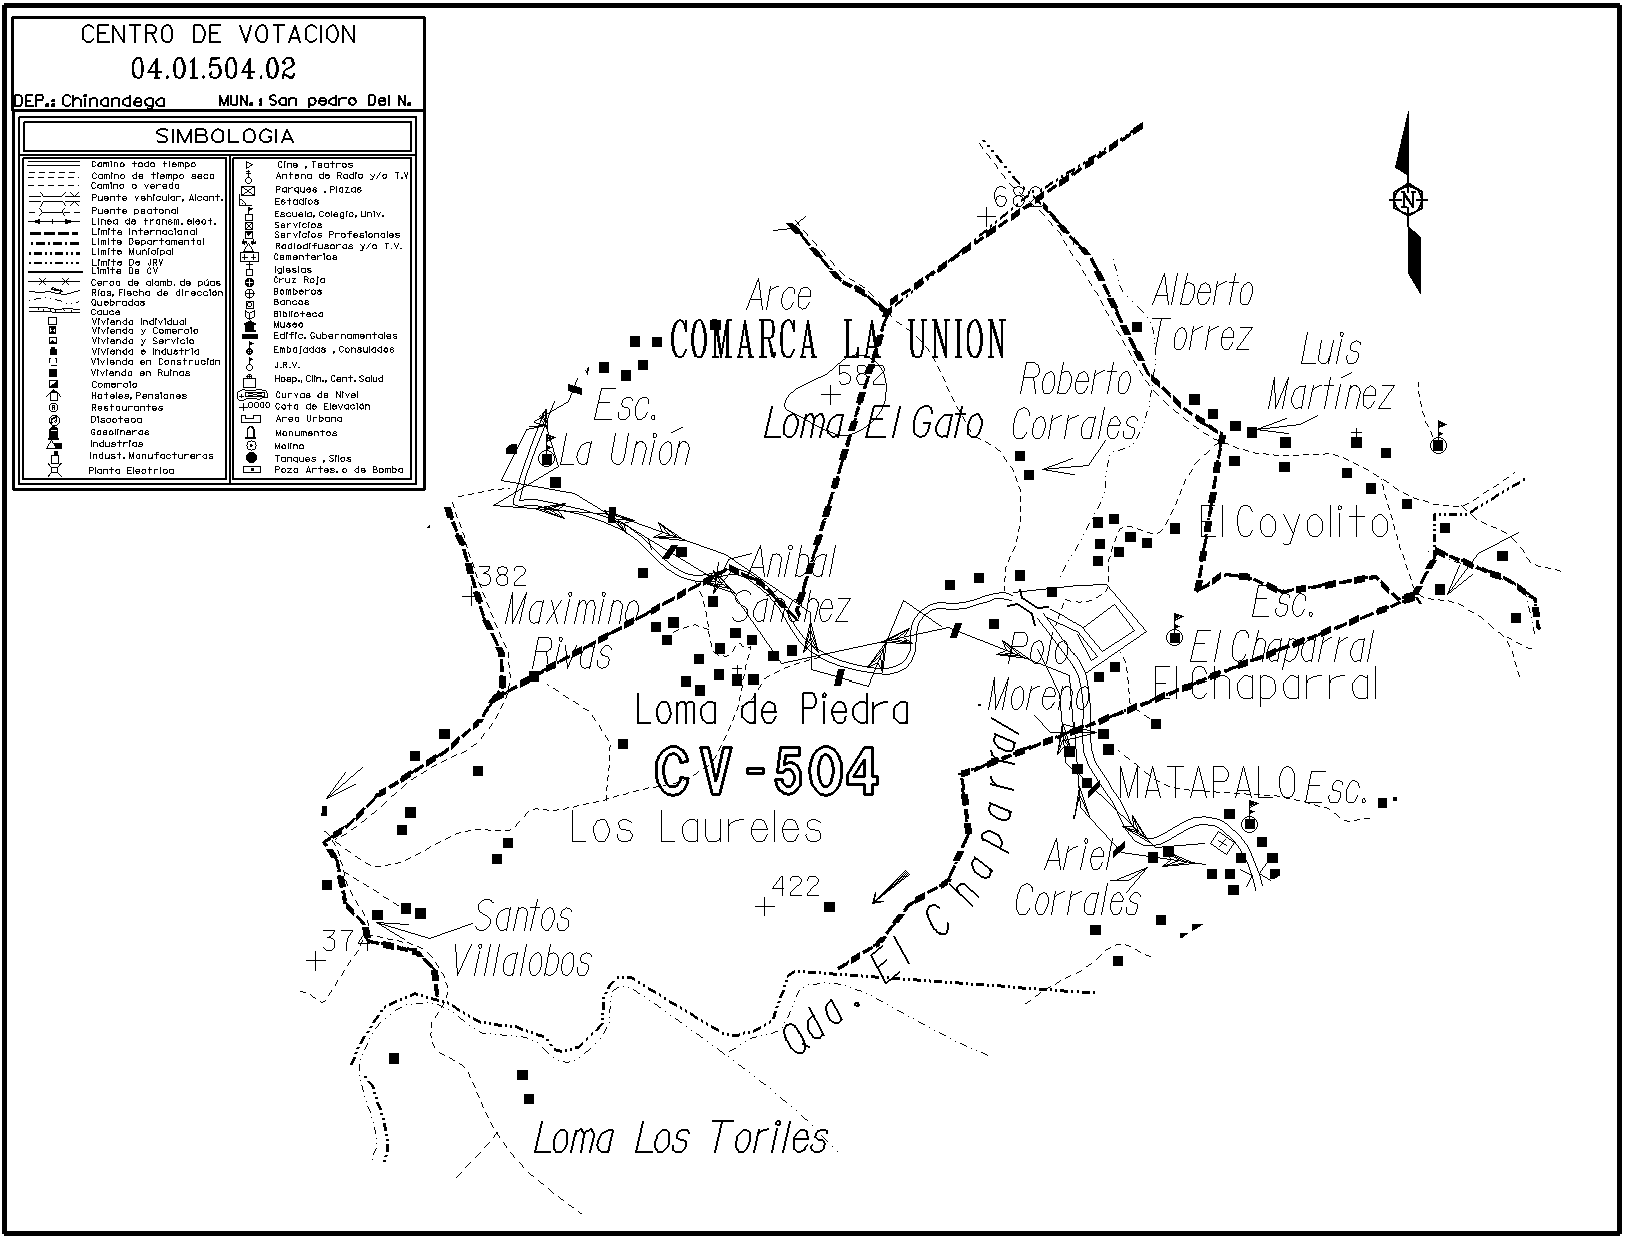 CENTRO DE VOTACION
04.01.504.02
DEP.: Chinandega MUN.: San pedro Del N.
SIMBOLOGIA
Camino todo tiempo
Camino de tiempo seco
Camino o vereda
Puente vehicular, Alcant.
Puente peatonal
Linea de transm. elect.
Limite Internacional
Limite Departamental
Limite Municipal
Limite De JRV
Limite De CV
Cerca de alamb. de púas
Rios, Flecha de dirección
Quebradas
Cauce
Vivienda Individual
Vivienda y Comercio
Vivienda y Servicio
Vivienda e Industria
Vivienda en Construcion
Vivienda en Ruinas
Comercio
Hoteles, Pensiones
Restaurantes
Discoteca
Gasolineras
Industrias
Indust. Manufactureras
Planta Electrica
Cine , Teatros
Antena de Radio y/o T.V
Parques , Plazas
Estadios
Escuela, Colegio, Univ.
Servicios
Servicios Profesionales
Radiodifusoras y/o T.V.
Cementerios
Iglesias
Cruz Roja
Bomberos
Bancos
Biblioteca
Museo
Edific. Gubernamentales
Embajadas , Consulados
J.R.V.
Hosp., Clin., Cent. Salud
Curvas de Nivel
Cota de Elevación
Area Urbana
Monumentos
Molino
Tanques , Silos
Pozo Artes. o de Bomba
N
Arce
COMARCA LA UNION
Alberto
Torrez
Luis
Martínez
582
Roberto
Corrales
Esc.
La Unión
Loma El Gato
El Coyolito
382
Anibal
Sanchez
Maximino
Rivas
Esc.
El Chaparral
El Chaparral
Polo
Moreno
Loma de Piedra
CV-504
Los Laureles
MATAPALO Esc.
Ariel
Corrales
422
Santos
Villalobos
374
Qda. El Chaparral
Loma Los Toriles